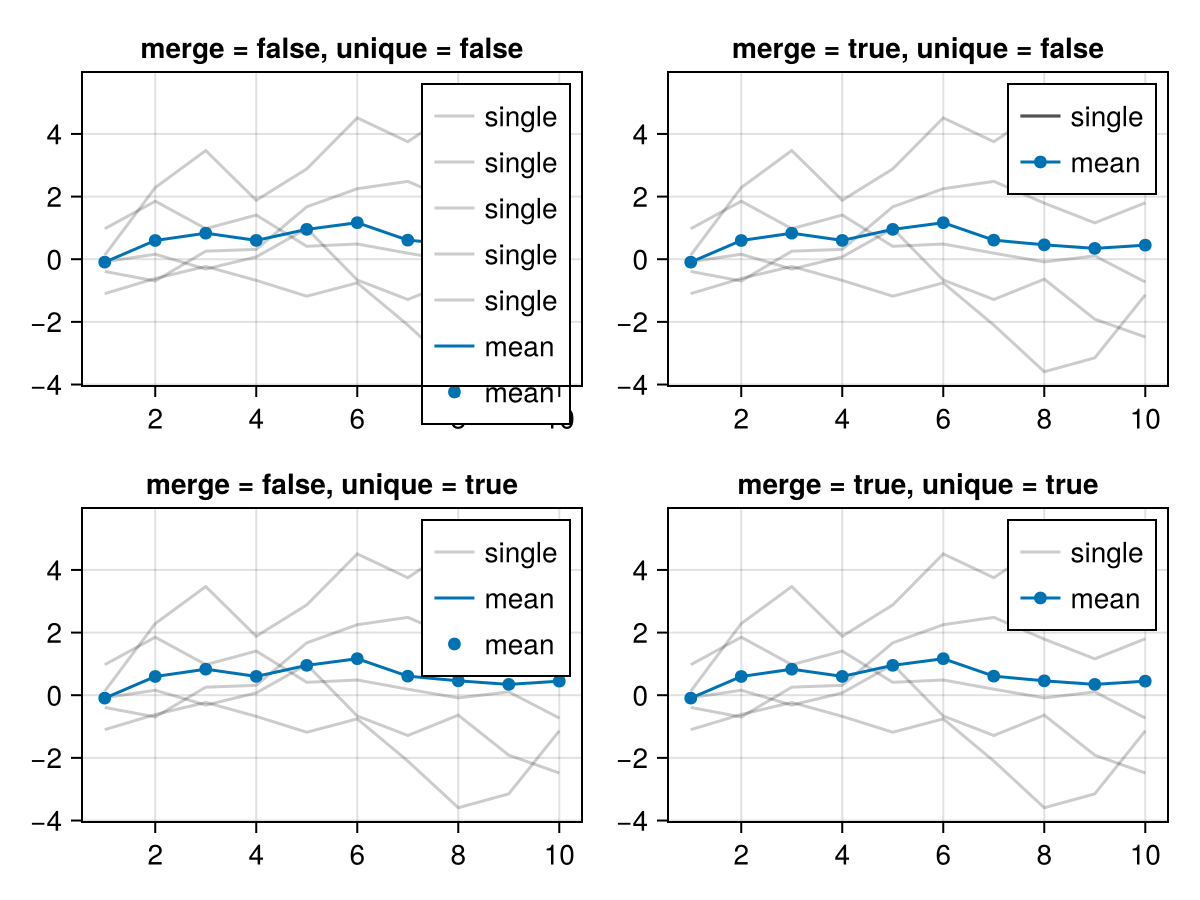 merge = false, unique = false
single
single
single
single
single
mean
mean
4
2
0
−2
−4
2
4
6
8
10
merge = true, unique = false
single
mean
4
2
0
−2
−4
2
4
6
8
10
merge = false, unique = true
single
mean
mean
4
2
0
−2
−4
2
4
6
8
10
merge = true, unique = true
single
mean
4
2
0
−2
−4
2
4
6
8
10